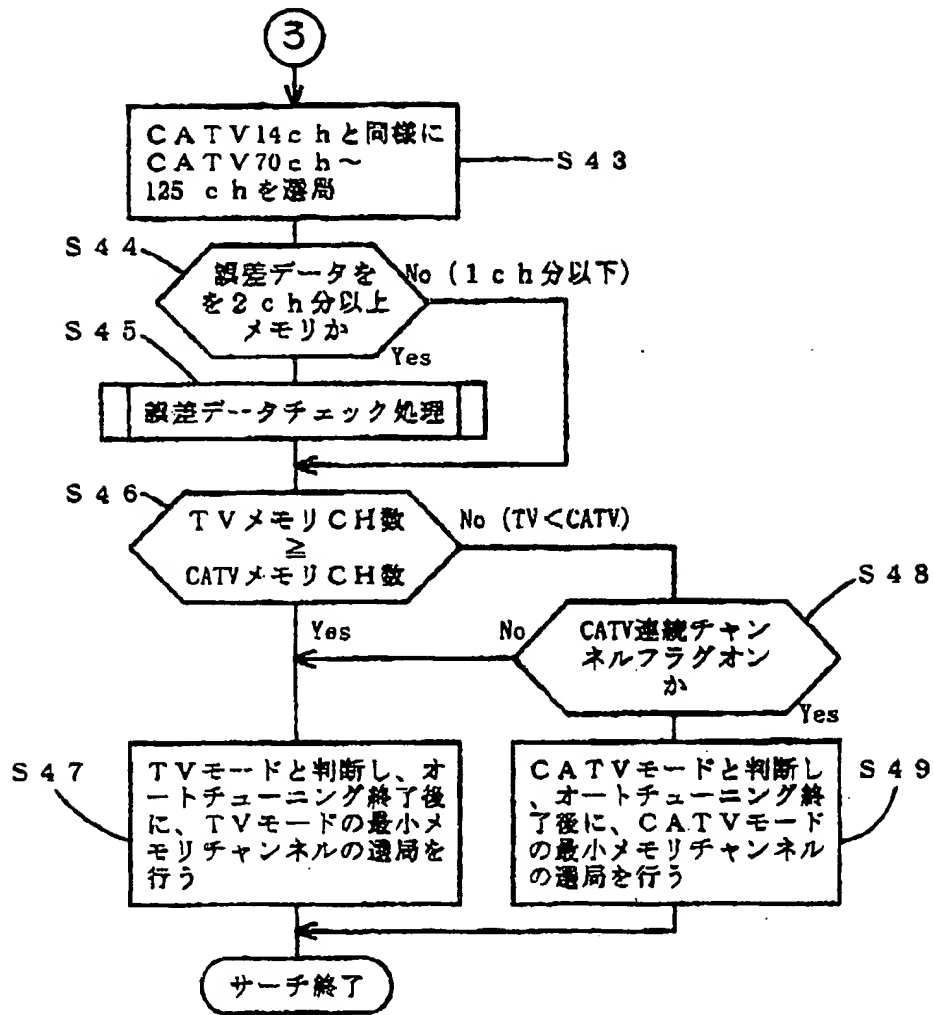 3
CATV14chと同様に
CATV70ch～
125 chを選局
S43
S44
誤差データを
を2ch分以上
メモリか
No (1ch分以下)
Yes
S45
誤差データチェック処理
S46
TVメモリCH数
≧
CATVメモリCH数
No (TV<CATV)
Yes
S48
CATV連続チャン
ネルフラグオン
か
No
Yes
S47
TVモードと判断し、オ
ートチューニング終了後
に、TVモードの最小メ
モリチャンネルの選局を
行う
CATVモードと判断し
、オートチューニング終
了後に、CATVモード
の最小メモリチャンネル
の選局を行う
S49
サーチ終了